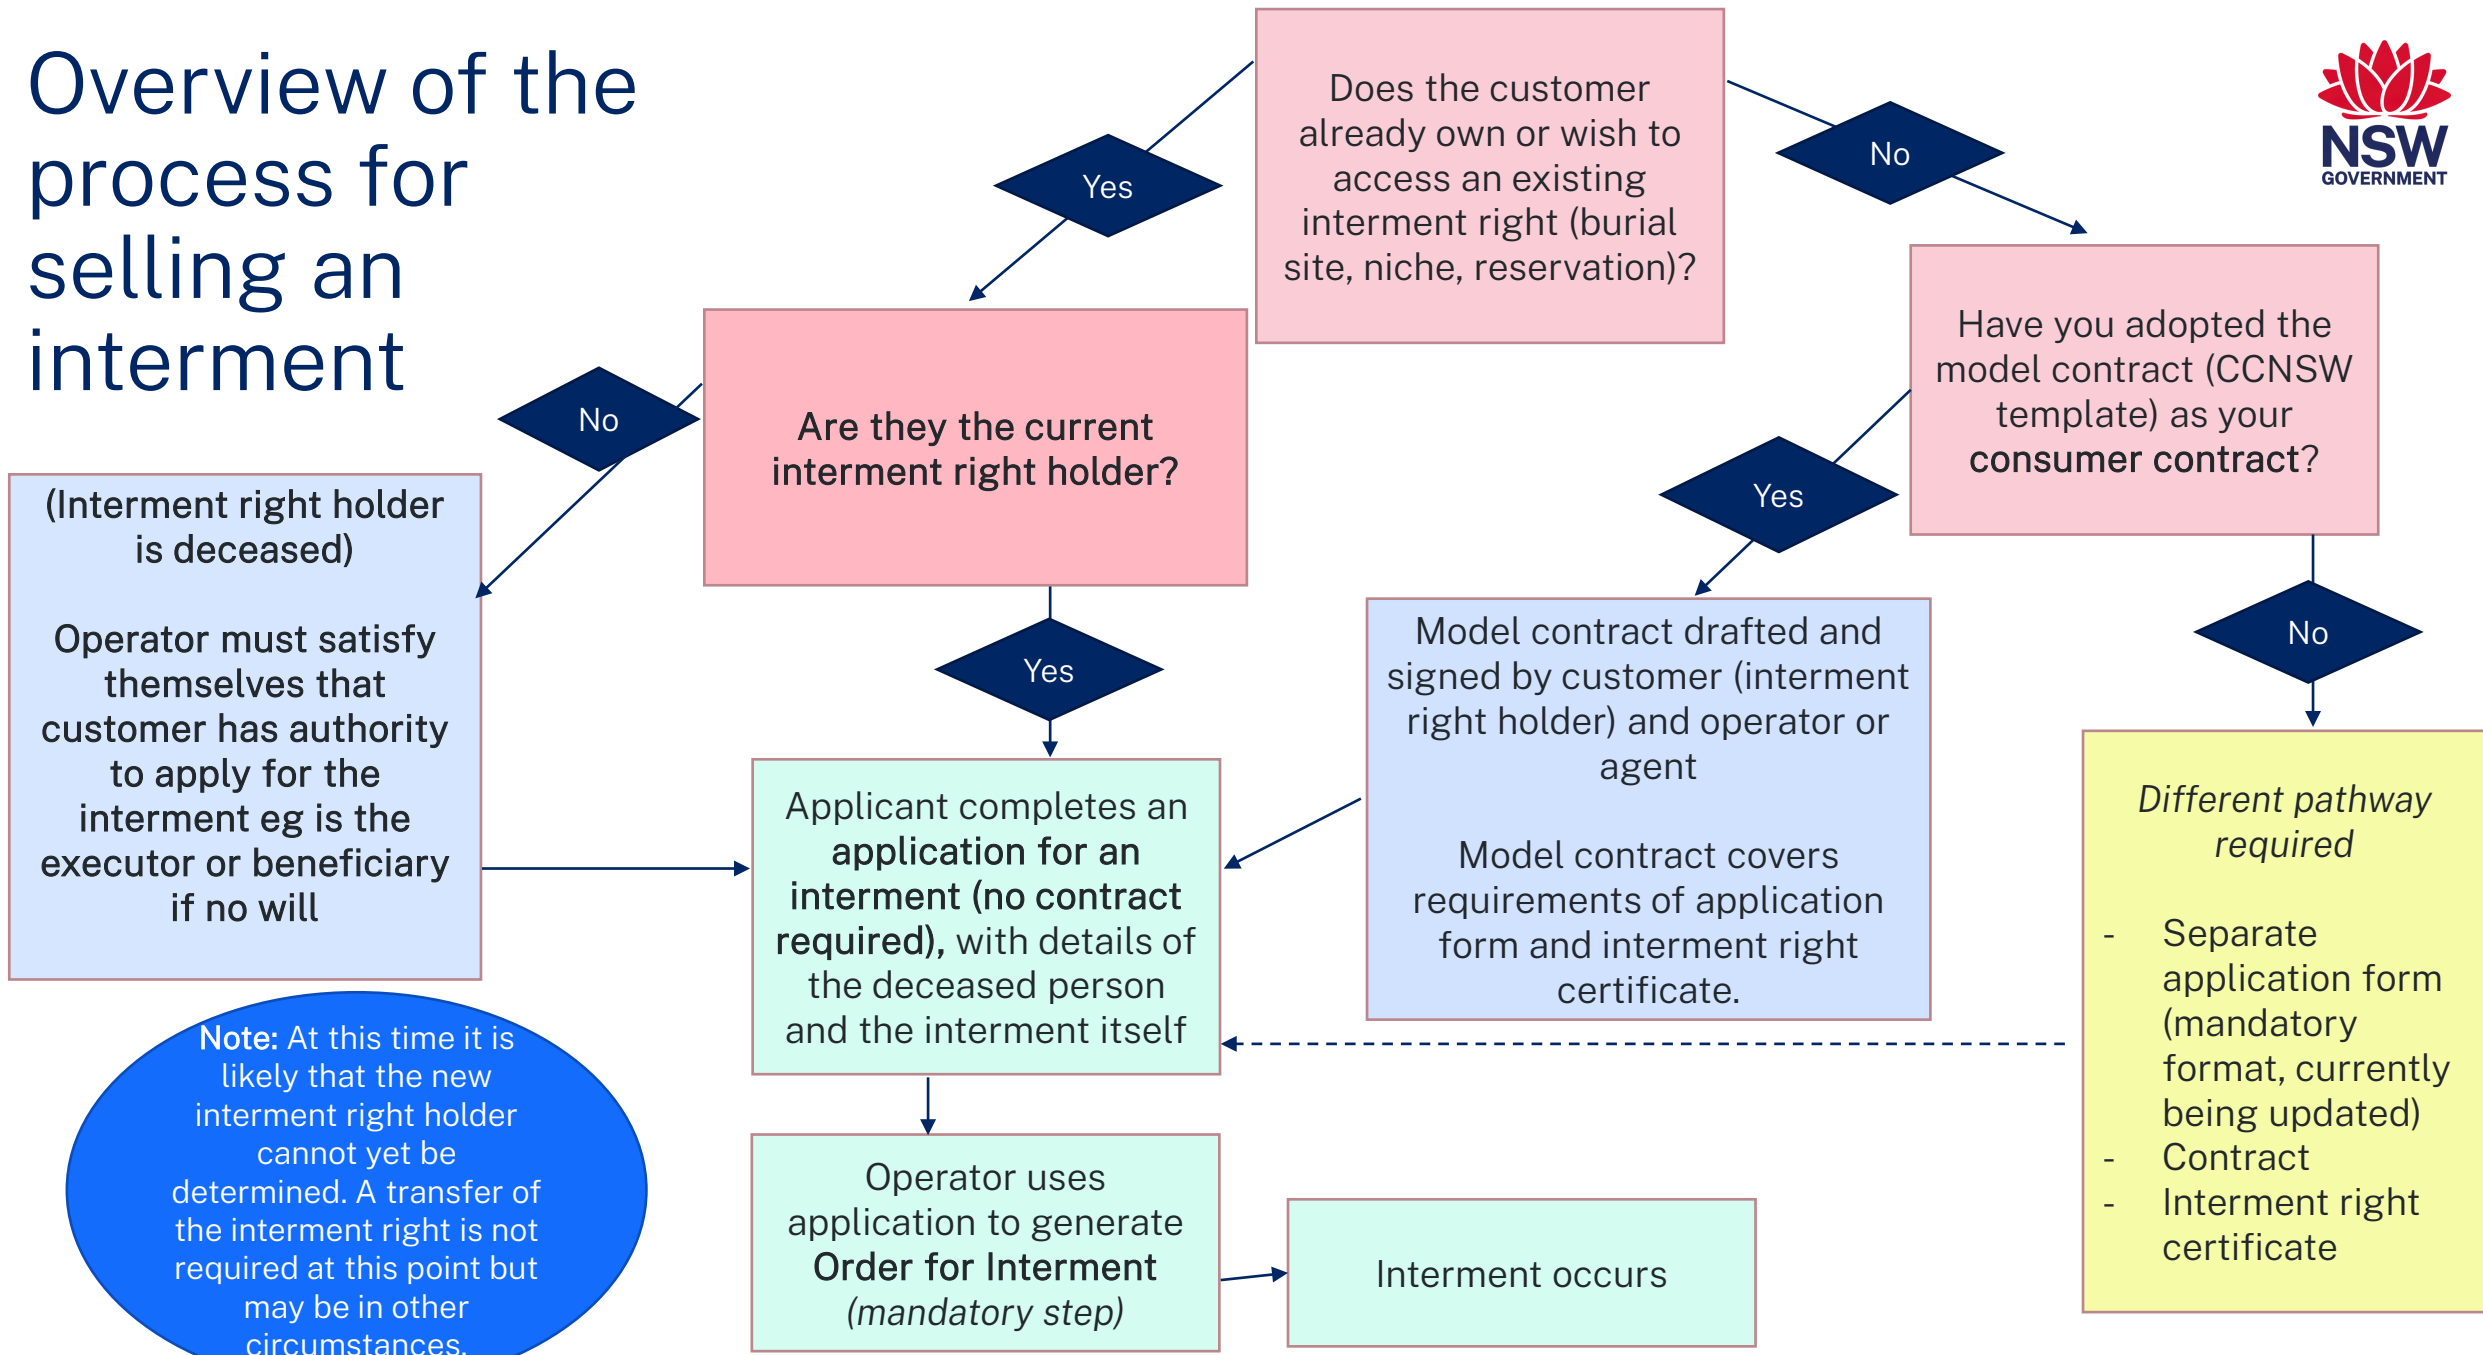 Overview of the
process for
selling an
interment
Does the customer
already own or wish to
access an existing
interment right (burial
site, niche, reservation)?
Yes
No
NSW
GOVERNMENT
Are they the current
interment right holder?
No
Yes
Have you adopted the
model contract (CCNSW
template) as your
consumer contract?
Yes
No
(Interment right holder
is deceased)
Operator must satisfy
themselves that
customer has authority
to apply for the
interment eg is the
executor or beneficiary
if no will
Model contract drafted and
signed by customer (interment
right holder) and operator or
agent
Model contract covers
requirements of application
form and interment right
certificate.
Different pathway
required
- Separate
application form
(mandatory
format, currently
being updated)
- Contract
- Interment right
certificate
Applicant completes an
application for an
interment (no contract
required), with details of
the deceased person
and the interment itself
Note: At this time it is
likely that the new
interment right holder
cannot yet be
determined. A transfer of
the interment right is not
required at this point but
may be in other
circumstances.
Operator uses
application to generate
Order for Interment
(mandatory step)
Interment occurs